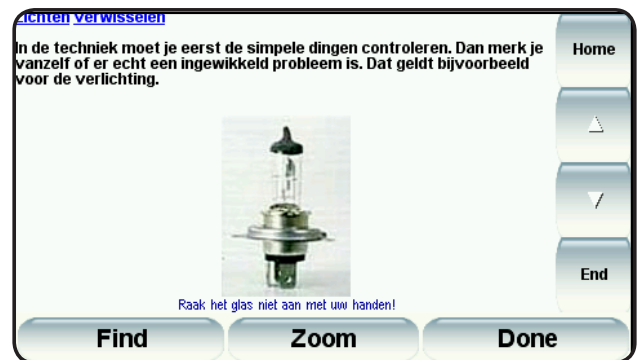 Lichten verwisselen
In de techniek moet je eerst de simpele dingen controleren. Dan merk je
vanzelf of er echt een ingewikkeld probleem is. Dat geldt bijvoorbeeld
voor de verlichting.
Raak het glas niet aan met uw handen!
Home
End
Find Zoom Done